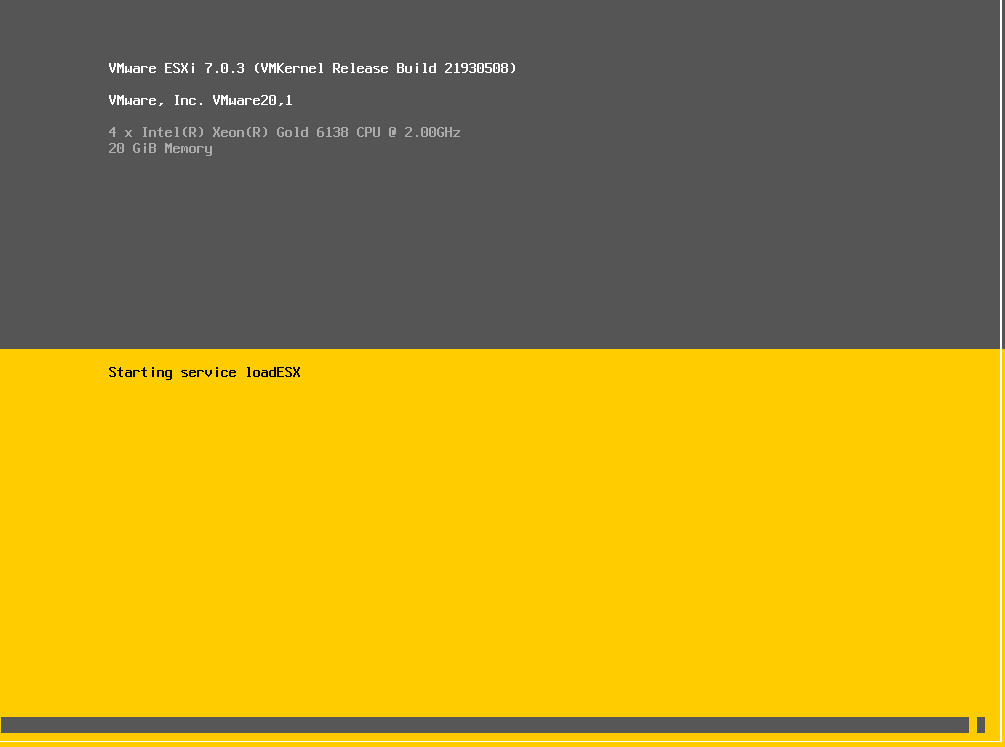 VMware ESXi 7.0.3 (VMKernel Release Build 21930508)
VMware, Inc. VMware20,1
4 x Intel(R) Xeon(R) Gold 6138 CPU @ 2.00GHz
20 GiB Memory
Starting service loadESX